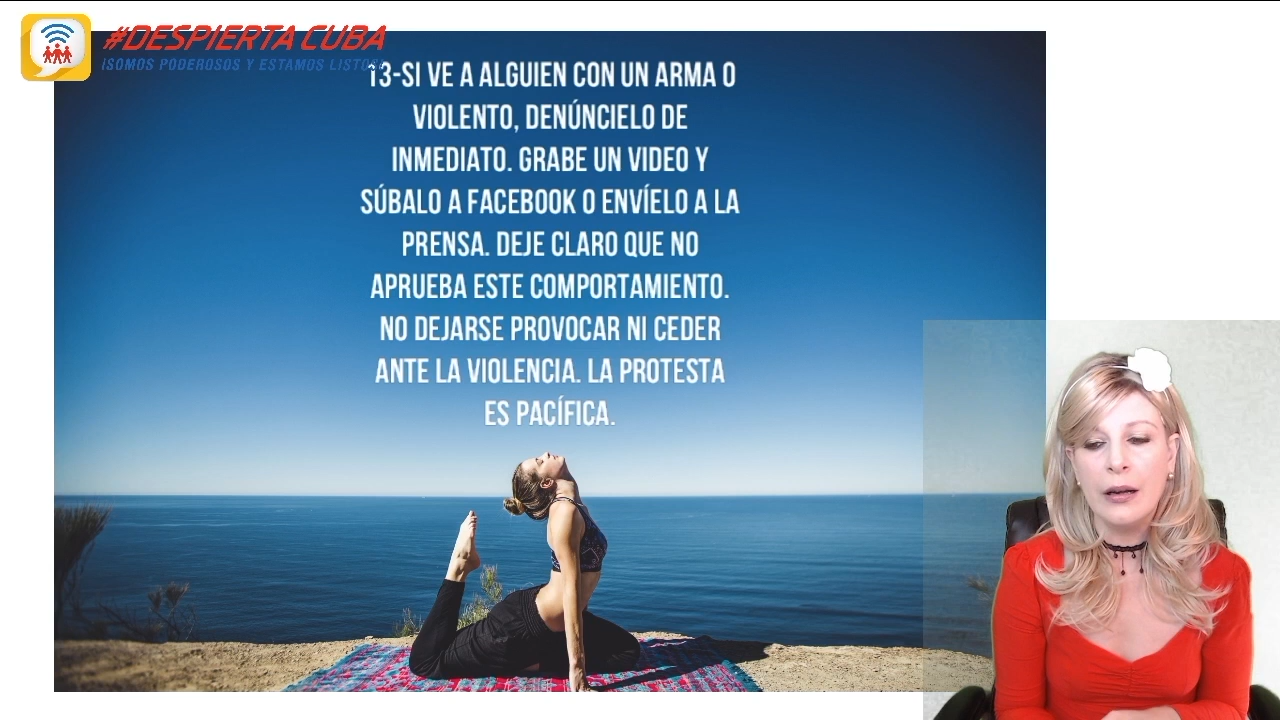 #DESPIERTA CUBA
¡SOMOS PODEROSOS Y ESTAMOS LISTOS!
13-SI VE A ALGUIEN CON UN ARMA O
VIOLENTO, DENÚNCIELO DE
INMEDIATO. GRABE UN VIDEO Y
SÚBALO A FACEBOOK O ENVÍELO A LA
PRENSA. DEJE CLARO QUE NO
APRUEBA ESTE COMPORTAMIENTO.
NO DEJARSE PROVOCAR NI CEDER
ANTE LA VIOLENCIA. LA PROTESTA
ES PACÍFICA.